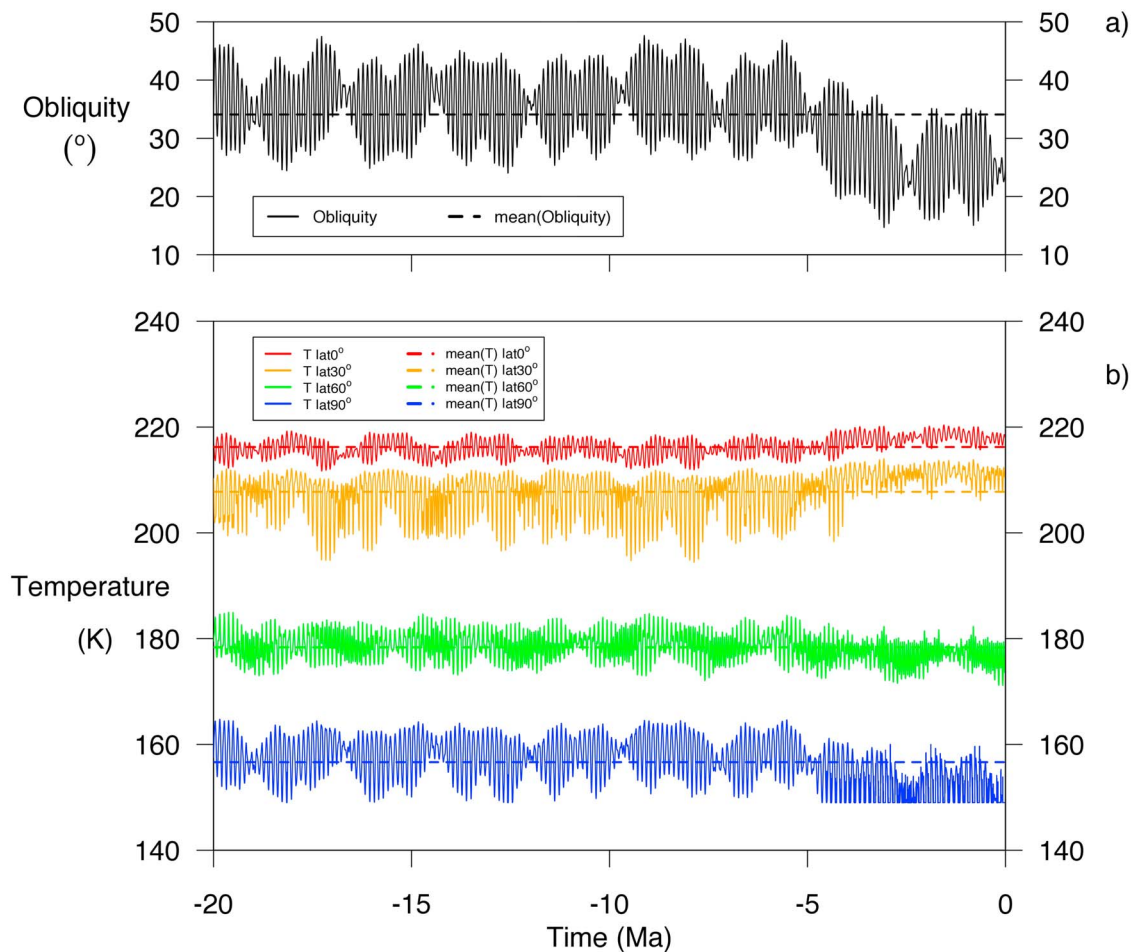 50
50
a)
40
40
Obliquity
(°)
30
30
20
20
Obliquity
mean(Obliquity)
10
10
240
240
T lat0°
mean(T) lat0°
T lat30°
mean(T) lat30°
T lat60°
mean(T) lat60°
T lat90°
mean(T) lat90°
b)
220
220
200
200
Temperature
(K)
180
180
160
160
140
140
-20
-15
-10
-5
0
Time (Ma)